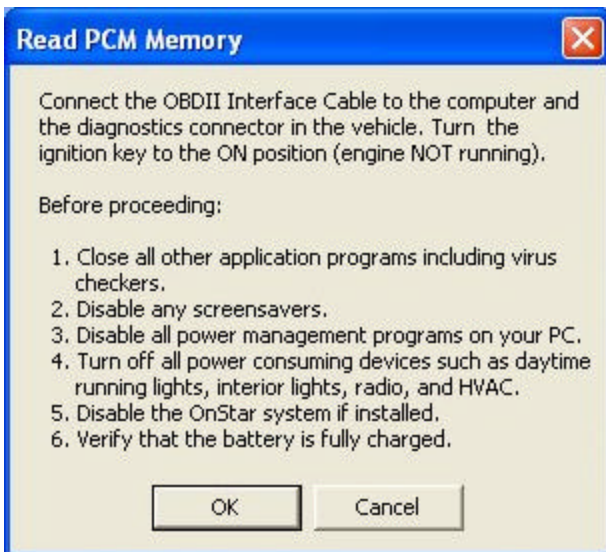 Read PCM Memory
Connect the OBDII Interface Cable to the computer and
the diagnostics connector in the vehicle. Turn the
ignition key to the ON position (engine NOT running).
Before proceeding:
1. Close all other application programs including virus
checkers.
2. Disable any screensavers.
3. Disable all power management programs on your PC.
4. Turn off all power consuming devices such as daytime
running lights, interior lights, radio, and HVAC.
5. Disable the OnStar system if installed.
6. Verify that the battery is fully charged.
OK Cancel